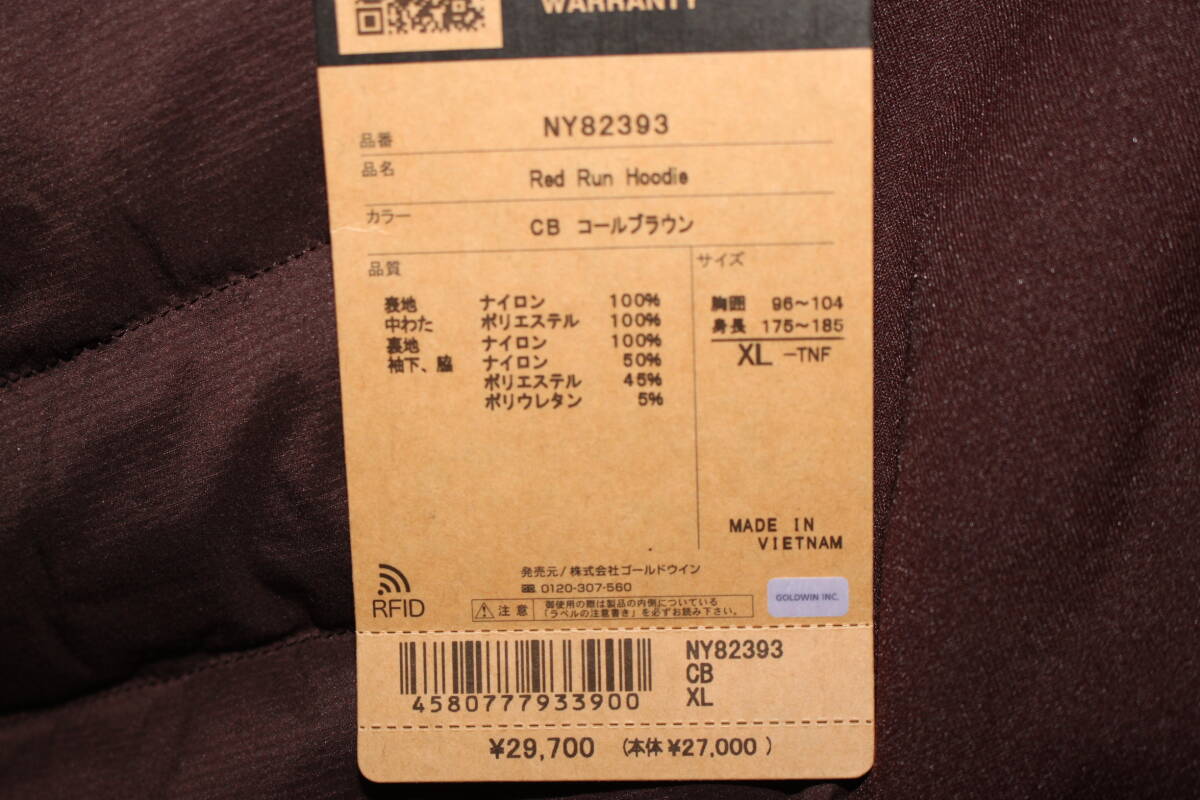 WARRANTY
品番 NY82393
品名 Red Run Hoodie
カラー CB コールブラウン
品質
表地 ナイロン 100%
中わた ポリエステル 100%
裏地 ナイロン 100%
袖下、脇 ナイロン 50%
ポリエステル 45%
ポリウレタン 5%
サイズ
胸囲 96～104
身長 175～185
XL -TNF
MADE IN
VIETNAM
発売元/株式会社ゴールドウイン
0120-307-560
RFID
注意 御使用の際は製品の内側についている
「ラベルの注意書き」を必ずお読み下さい。
GOLDWIN INC.
4580777933900
NY82393
CB
XL
¥29,700 (本体¥27,000)